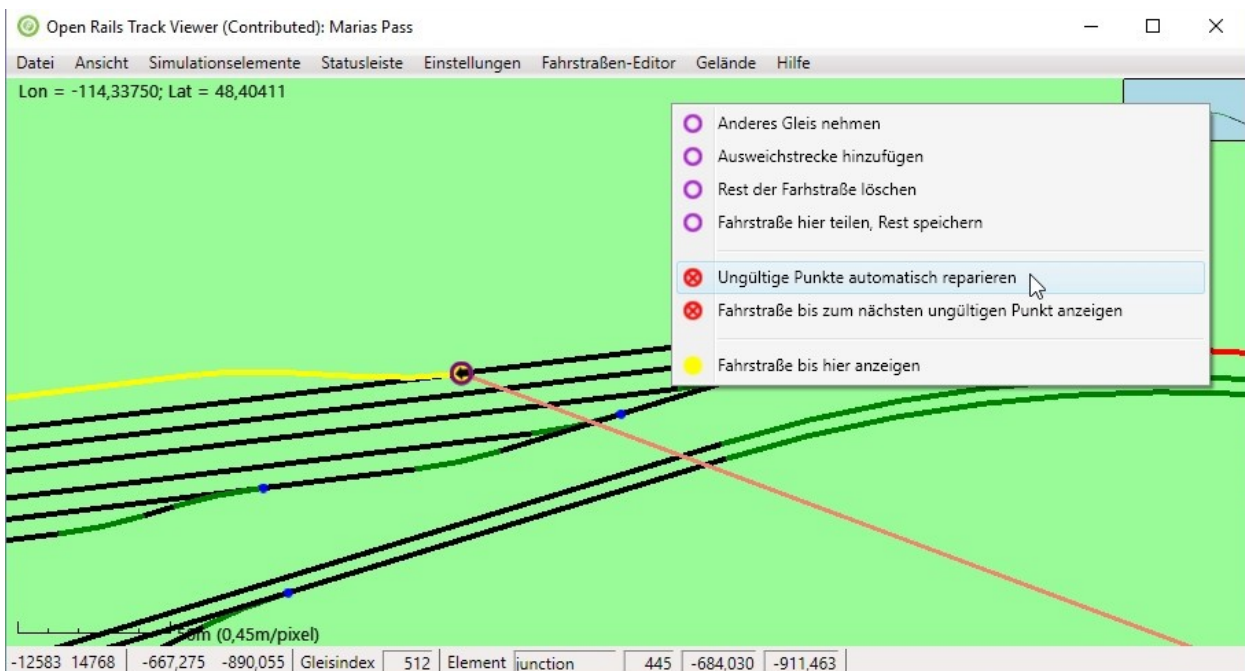 Open Rails Track Viewer (Contributed): Marias Pass
Datei Ansicht Simulationselemente Statusleiste Einstellungen Fahrstraßen-Editor Gelände Hilfe
Lon = -114,33750; Lat = 48,40411
Anderes Gleis nehmen
Ausweichstrecke hinzufügen
Rest der Farhstraße löschen
Fahrstraße hier teilen, Rest speichern
Ungültige Punkte automatisch reparieren
Fahrstraße bis zum nächsten ungültigen Punkt anzeigen
Fahrstraße bis hier anzeigen
50m (0,45m/pixel)
-12583 14768 -667,275 -890,055 Gleisindex 512 Element junction 445 -684,030 -911,463